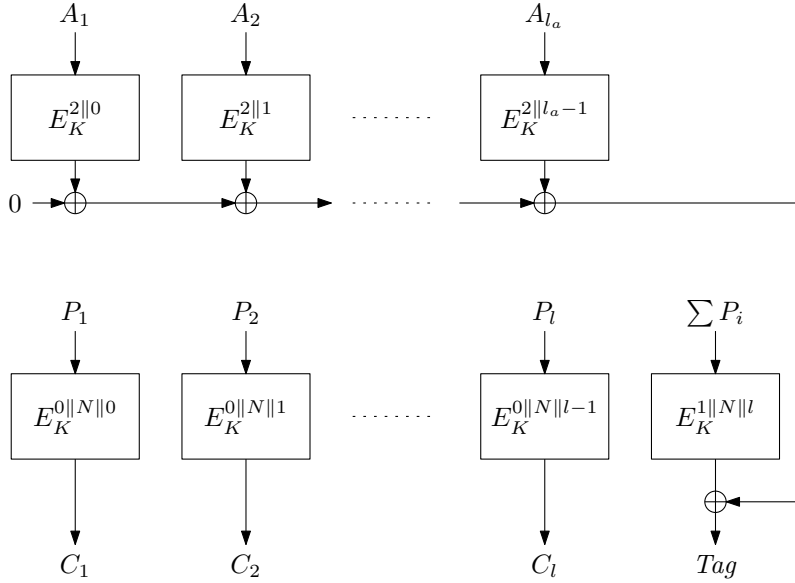 A_1 A_2 A_{l_a}
E_K^{2‖0} E_K^{2‖1} ........ E_K^{2‖l_a−1}
0 ⊕ ⊕ ........ ⊕
P_1 P_2 P_l ∑ P_i
E_K^{0‖N‖0} E_K^{0‖N‖1} ........ E_K^{0‖N‖l−1} E_K^{1‖N‖l}
⊕
C_1 C_2 C_l Tag